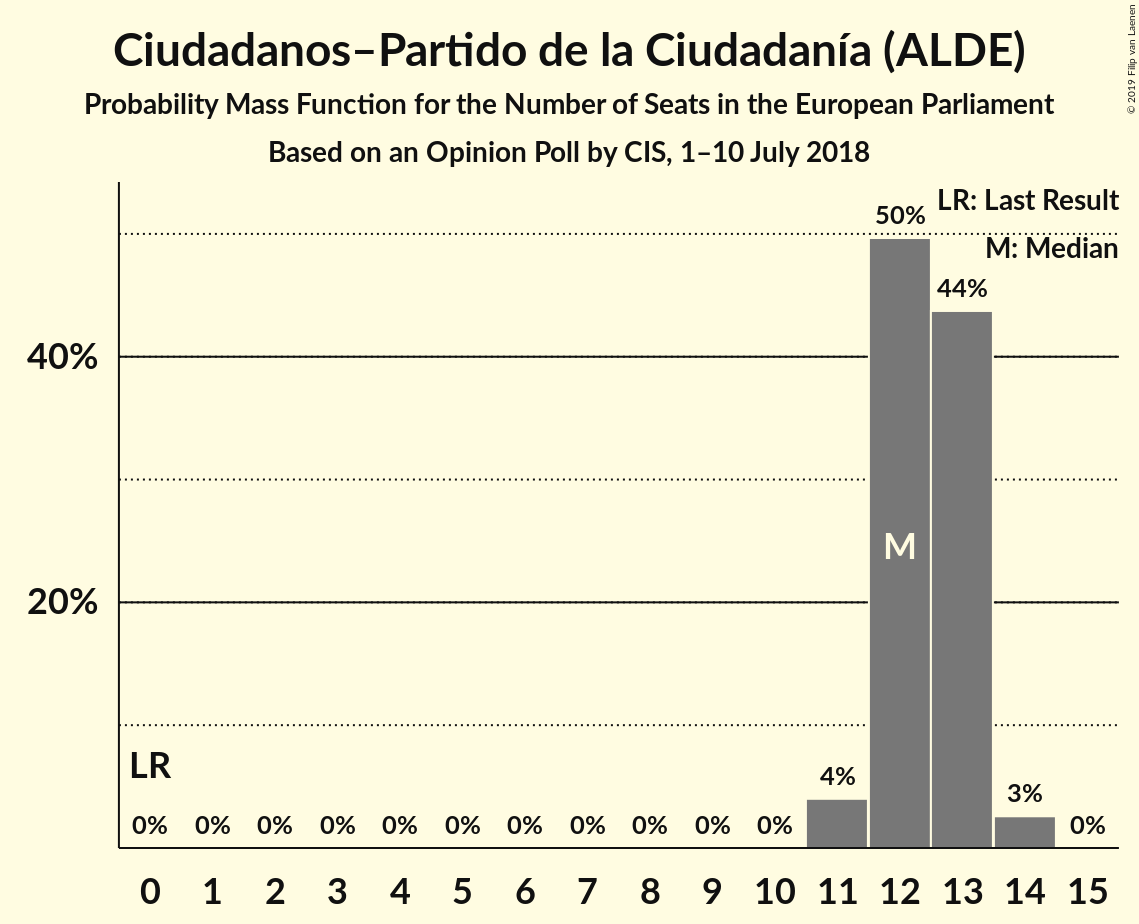 Ciudadanos–Partido de la Ciudadanía (ALDE)
Probability Mass Function for the Number of Seats in the European Parliament
Based on an Opinion Poll by CIS, 1–10 July 2018
© 2019 Filip van Laenen
LR: Last Result
M: Median
50%
44%
40%
M
20%
LR
4%
3%
0% 0% 0% 0% 0% 0% 0% 0% 0% 0% 0% 0%
0 1 2 3 4 5 6 7 8 9 10 11 12 13 14 15